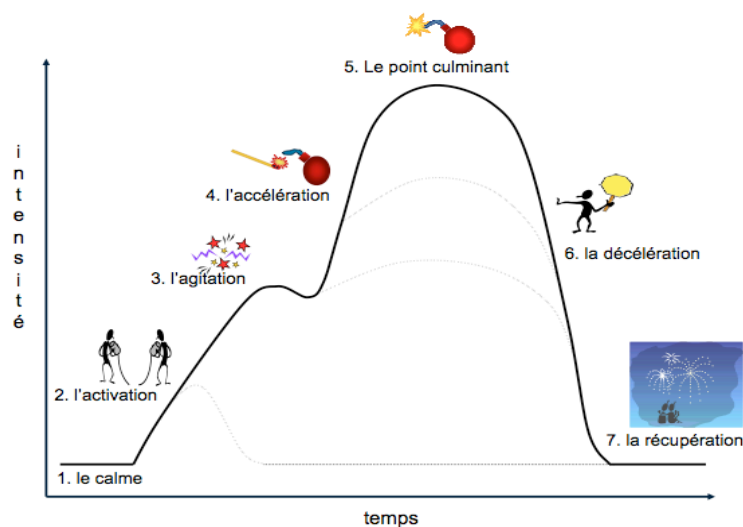 5. Le point culminant
4. l'accélération
6. la décélération
3. l'agitation
2. l'activation
7. la récupération
1. le calme
intensité
temps